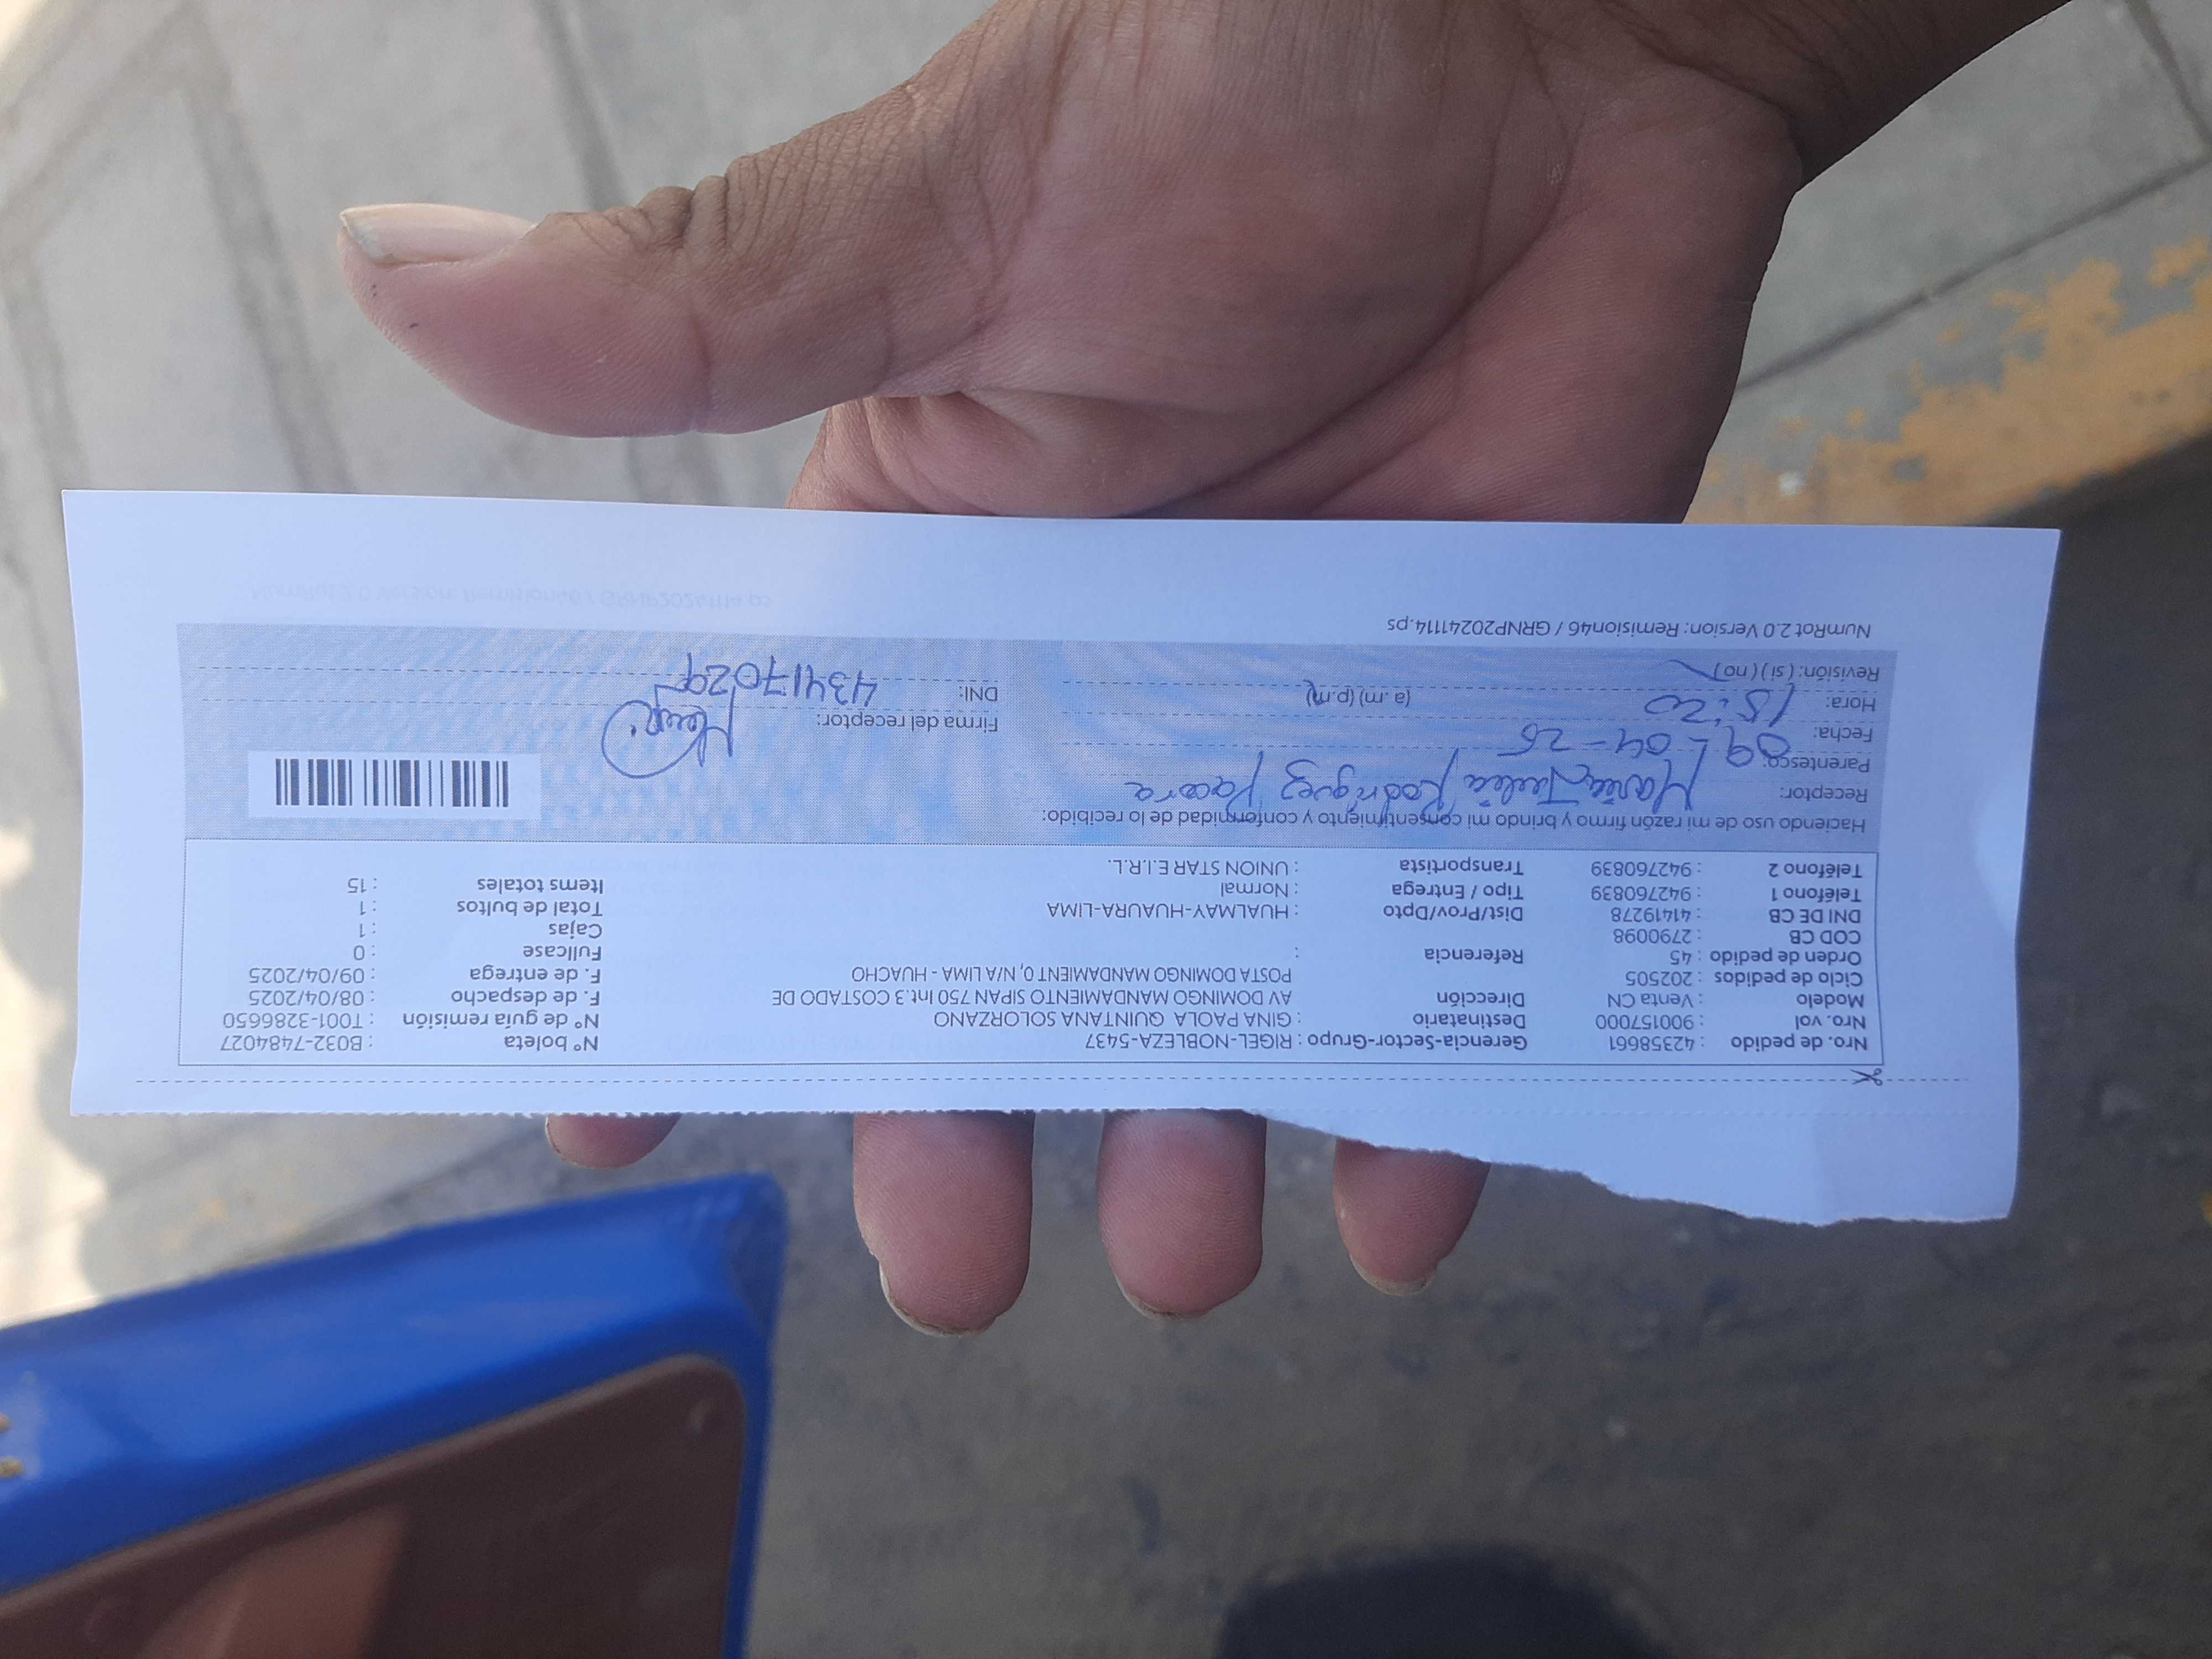 Nro. de pedido : 42358661 Gerencia-Sector-Grupo : RIGEL-NOBLEZA-5437 N° boleta : B032-7484027
Nro. vol : 900157000 Destinatario : GINA PAOLA QUINTANA SOLORZANO N° de guía remisión : T001-3286650
Modelo : Venta CN Dirección AV DOMINGO MANDAMIENTO SIPAN 750 Int.3 COSTADO DE F. de despacho : 08/04/2025
Ciclo de pedidos : 202505 POSTA DOMINGO MANDAMIENTO 0, N/A LIMA - HUACHO F. de entrega : 09/04/2025
Orden de pedido : 45 Referencia : Fullcase : 0
COD CB : 2790098 Cajas : 1
DNI DE CB : 41419278 Dist/Prov/Dpto : HUALMAY-HUAURA-LIMA Total de bultos : 1
Teléfono 1 : 942760839 Tipo / Entrega : Normal Items totales : 15
Teléfono 2 : 942760839 Transportista : UNION STAR E.I.R.L.
Haciendo uso de mi razón firmo y brindo mi consentimiento y conformidad de lo recibido:
Receptor: Maria Julia Rodriguez Pacora
Parentesco:
Fecha: 09-04-25 Firma del receptor:
Hora: 15:20 (a.m) (p.m) DNI: 43417029
Revisión: (si) (no)
NumRot 2.0 Version: Remision46 / GRNP20241114.ps